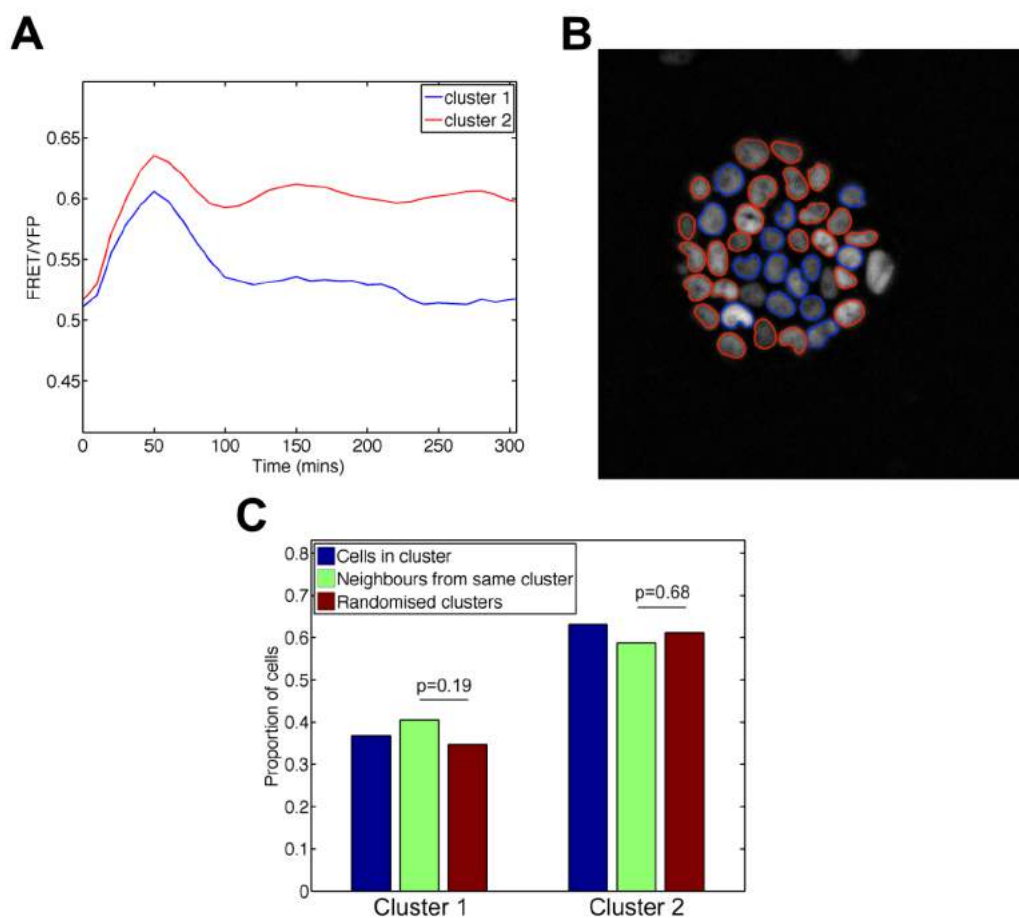 A
cluster 1
cluster 2
0.65
0.6
0.55
0.5
0.45
FRET/YFP
0 50 100 150 200 250 300
Time (mins)
B
C
Cells in cluster
Neighbours from same cluster
Randomised clusters
0.8
0.7
0.6
0.5
0.4
0.3
0.2
0.1
0
Proportion of cells
p=0.19
p=0.68
Cluster 1 Cluster 2